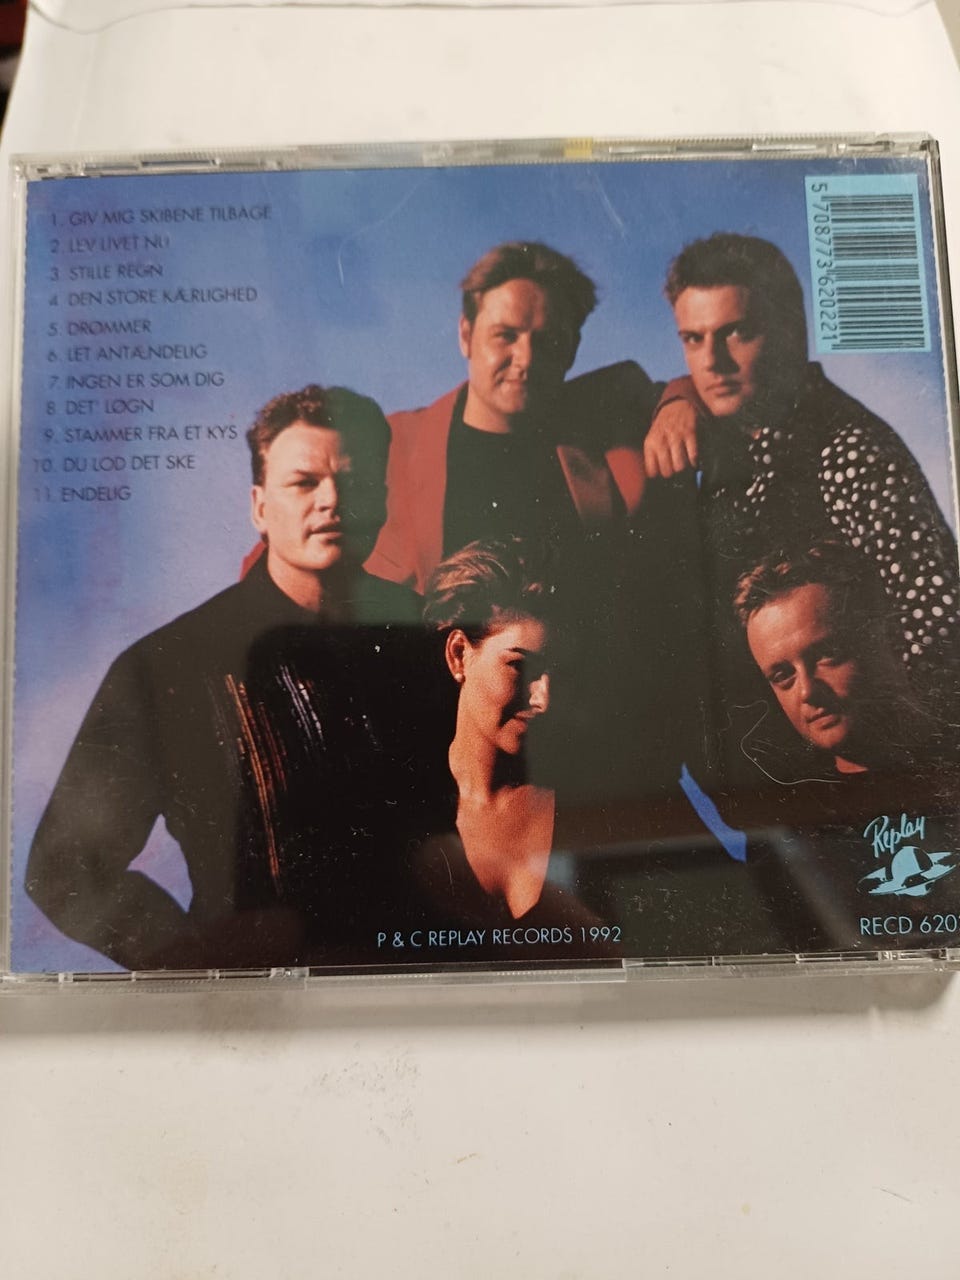 1. GIV MIG SKIBENE TILBAGE
2. LEV LIVET NU
3 STILLE REGN
4 DEN STORE KÆRLIGHED
5. DRØMMER
6. LET ANTÆNDELIG
7. INGEN ER SOM DIG
8. DET' LØGN
9. STAMMER FRA ET KYS
10. DU LOD DET SKE
11. ENDELIG
5 708773 620221
Replay
RECD 620
P & C REPLAY RECORDS 1992